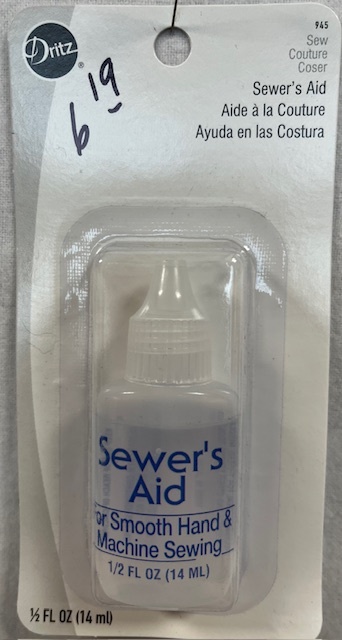 Dritz
945
Sew
Couture
Coser
Sewer's Aid
Aide à la Couture
Ayuda en las Costura
6 19
Sewer's
Aid
or Smooth Hand &
Machine Sewing
1/2 FL OZ (14 ML)
½ FL OZ (14 ml)